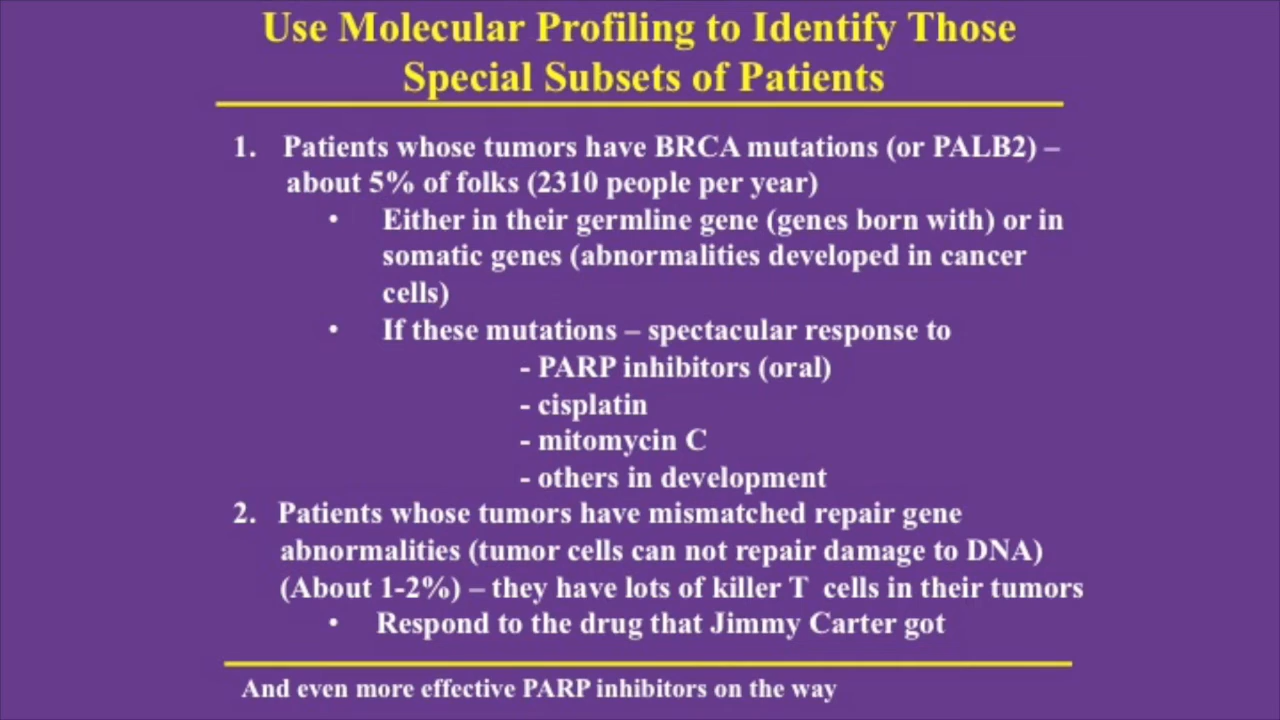 Use Molecular Profiling to Identify Those
Special Subsets of Patients
1. Patients whose tumors have BRCA mutations (or PALB2) –
about 5% of folks (2310 people per year)
• Either in their germline gene (genes born with) or in
somatic genes (abnormalities developed in cancer
cells)
• If these mutations – spectacular response to
- PARP inhibitors (oral)
- cisplatin
- mitomycin C
- others in development
2. Patients whose tumors have mismatched repair gene
abnormalities (tumor cells can not repair damage to DNA)
(About 1-2%) – they have lots of killer T cells in their tumors
• Respond to the drug that Jimmy Carter got
And even more effective PARP inhibitors on the way